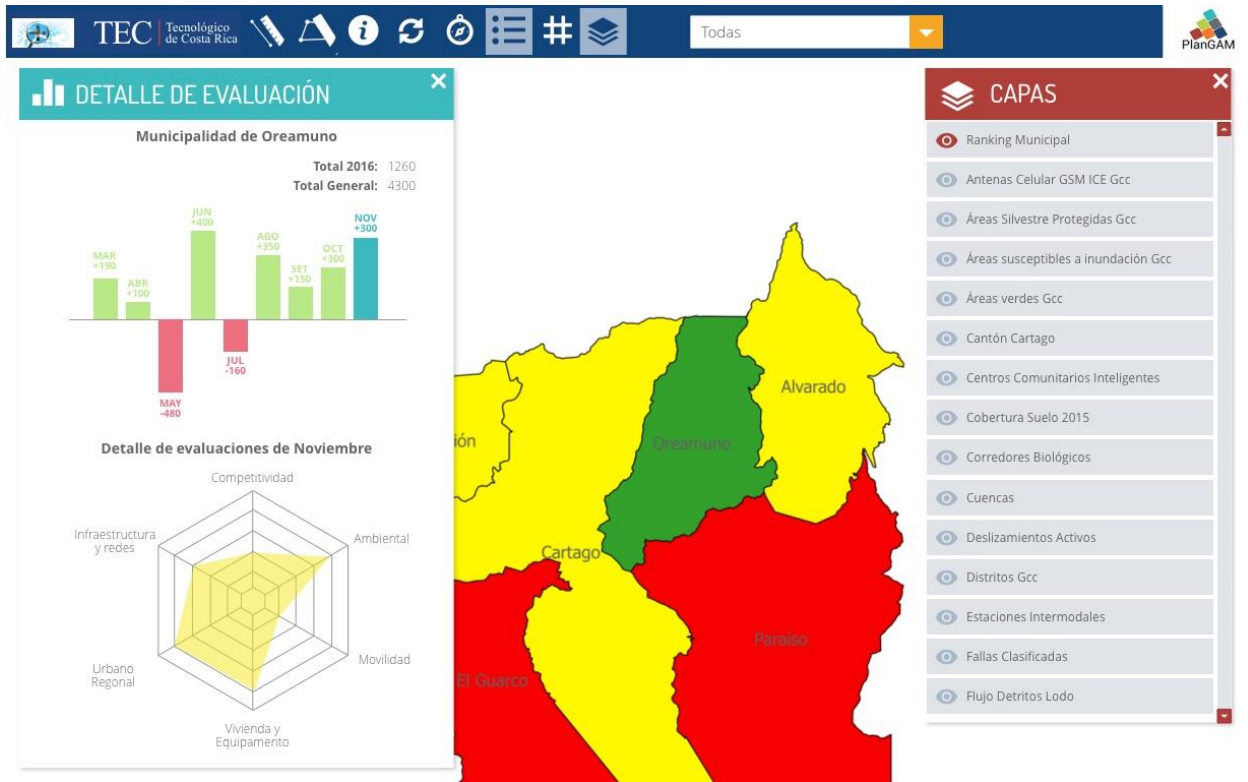 TEC Tecnológico
de Costa Rica
Todas
PlanGAM
DETALLE DE EVALUACIÓN
Municipalidad de Oreamuno
Total 2016: 1260
Total General: 4300
MAR
+190
ABR
+100
MAY
-480
JUN
+400
JUL
-160
AGO
+350
SET
+150
OCT
+300
NOV
+300
Detalle de evaluaciones de Noviembre
Competitividad
Ambiental
Movilidad
Vivienda y
Equipamento
Urbano
Regonal
Infraestructura
y redes
ión
Cartago
Oreamuno
Alvarado
Paraíso
El Guarco
CAPAS
Ranking Municipal
Antenas Celular GSM ICE Gcc
Áreas Silvestre Protegidas Gcc
Áreas susceptibles a inundación Gcc
Áreas verdes Gcc
Cantón Cartago
Centros Comunitarios Inteligentes
Cobertura Suelo 2015
Corredores Biológicos
Cuencas
Deslizamientos Activos
Distritos Gcc
Estaciones Intermodales
Fallas Clasificadas
Flujo Detritos Lodo